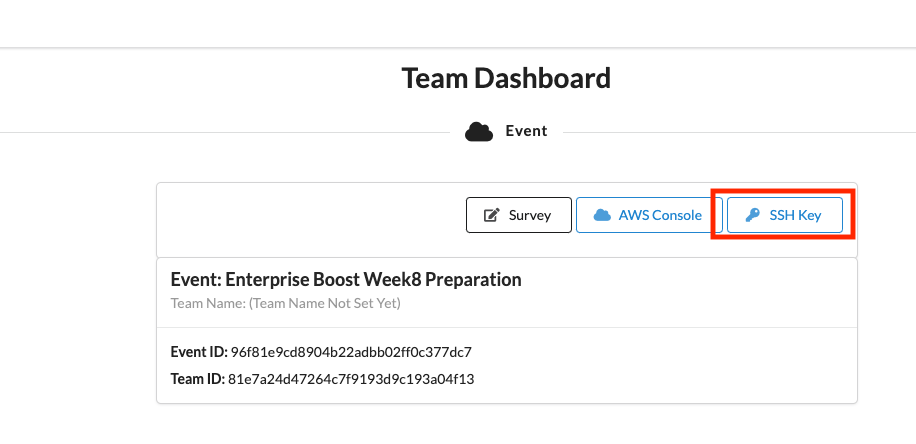 Team Dashboard
Event
Survey
AWS Console
SSH Key
Event: Enterprise Boost Week8 Preparation
Team Name: (Team Name Not Set Yet)
Event ID: 96f81e9cd8904b22adbb02ff0c377dc7
Team ID: 81e7a24d47264c7f9193d9c193a04f13